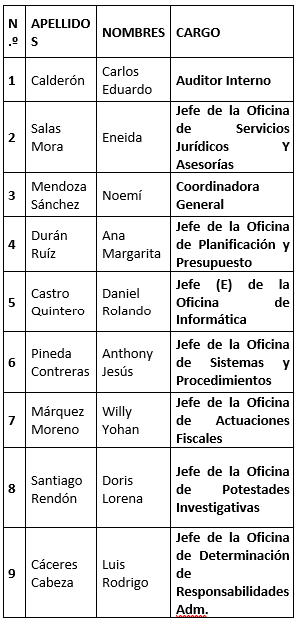 N.º APELLIDOS NOMBRES CARGO
1 Calderón Carlos Eduardo Auditor Interno
2 Salas Mora Eneida Jefe de la Oficina de Servicios Jurídicos Y Asesorías
3 Mendoza Sánchez Noemí Coordinadora General
4 Durán Ruíz Ana Margarita Jefe de la Oficina de Planificación y Presupuesto
5 Castro Quintero Daniel Rolando Jefe (E) de la Oficina de Informática
6 Pineda Contreras Anthony Jesús Jefe de la Oficina de Sistemas y Procedimientos
7 Márquez Moreno Willy Yohan Jefe de la Oficina de Actuaciones Fiscales
8 Santiago Rendón Doris Lorena Jefe de la Oficina de Potestades Investigativas
9 Cáceres Cabeza Luis Rodrigo Jefe de la Oficina de Determinación de Responsabilidades Adm.